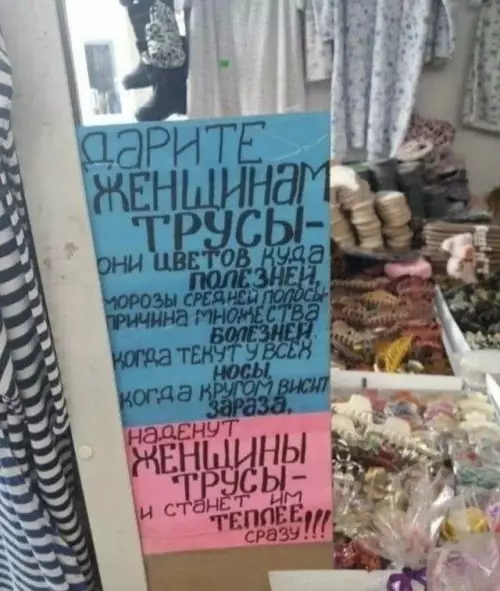 ДАРИТЕ
ЖЕНЩИНАМ
ТРУСЫ-
ОНИ ЦВЕТОВ КУДА
ПОЛЕЗНЕЙ,
МОРОЗЫ СРЕДНЕЙ ПОЛОСЫ-
ПРИЧИНА МНОЖЕСТВА
БОЛЕЗНЕЙ.
КОГДА ТЕКУТ У ВСЕХ
НОСЫ,
КОГДА КРУГОМ ВИСИТ
ЗАРАЗА,
НАДЕНУТ
ЖЕНЩИНЫ
ТРУСЫ-
И СТАНЕТ ИМ
ТЕПЛЕЕ
СРАЗУ!!!